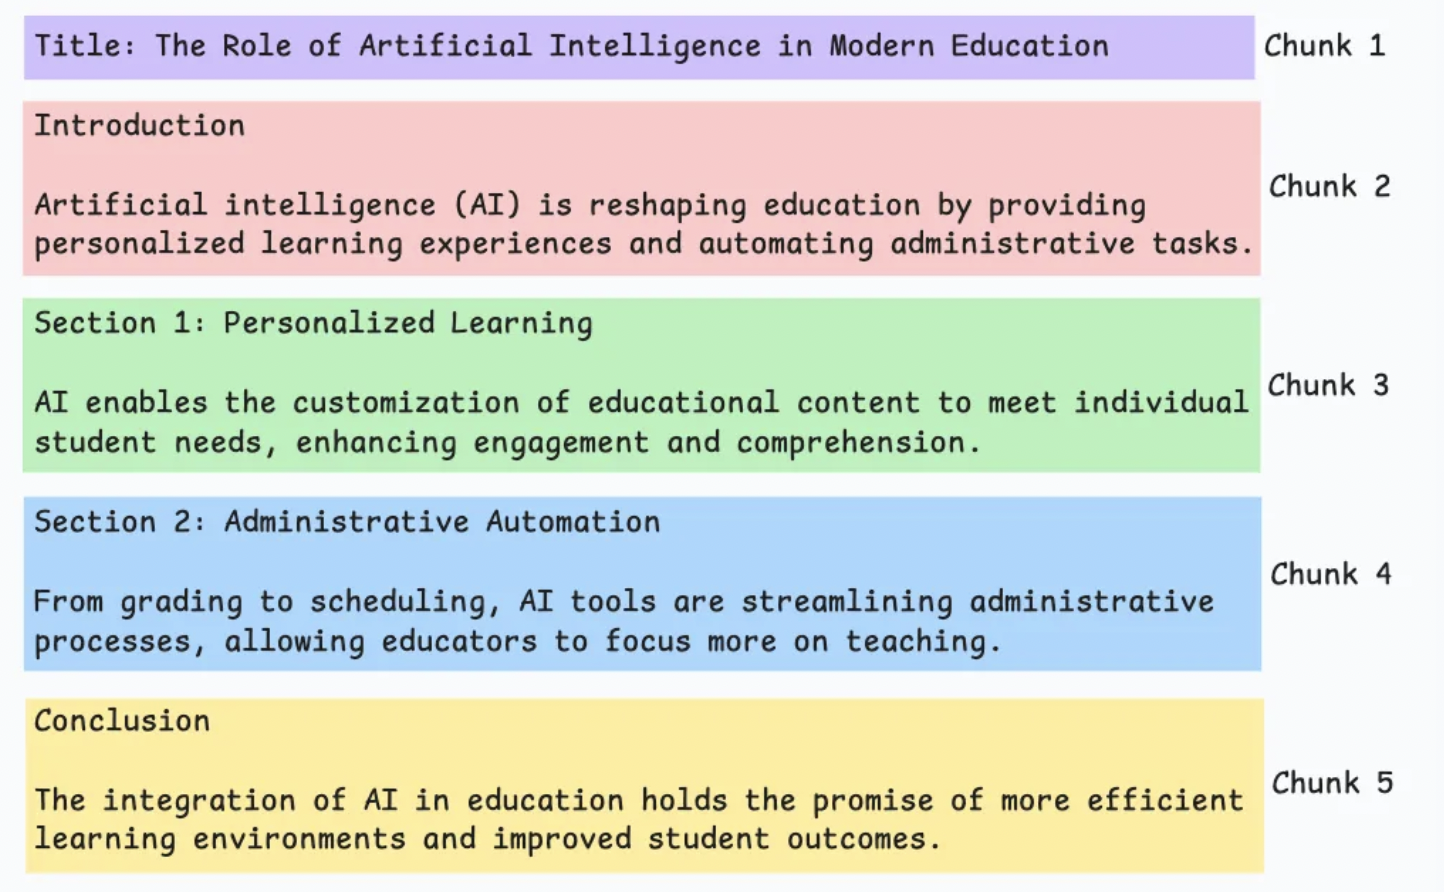 Title: The Role of Artificial Intelligence in Modern Education
Chunk 1
Introduction
Artificial intelligence (AI) is reshaping education by providing
personalized learning experiences and automating administrative tasks.
Chunk 2
Section 1: Personalized Learning
AI enables the customization of educational content to meet individual
student needs, enhancing engagement and comprehension.
Chunk 3
Section 2: Administrative Automation
From grading to scheduling, AI tools are streamlining administrative
processes, allowing educators to focus more on teaching.
Chunk 4
Conclusion
The integration of AI in education holds the promise of more efficient
learning environments and improved student outcomes.
Chunk 5